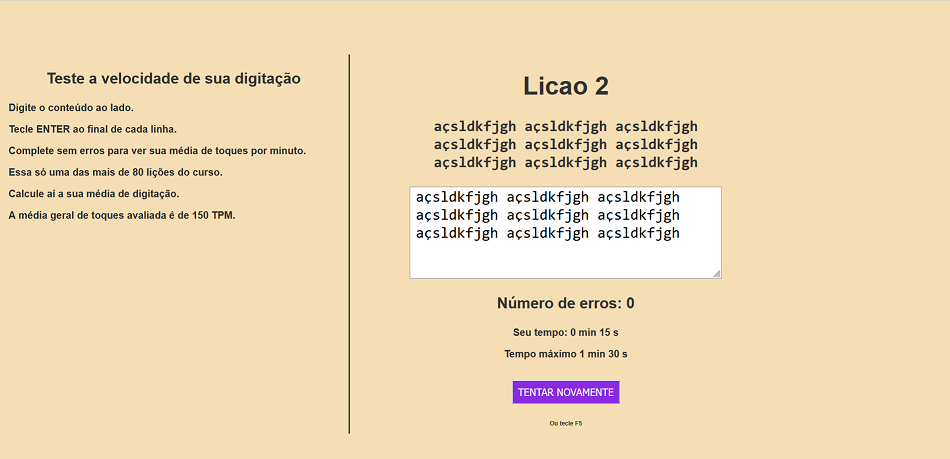 Teste a velocidade de sua digitação
Digite o conteúdo ao lado.
Tecle ENTER ao final de cada linha.
Complete sem erros para ver sua média de toques por minuto.
Essa só uma das mais de 80 lições do curso.
Calcule aí a sua média de digitação.
A média geral de toques avaliada é de 150 TPM.
Licao 2
açsldkfjgh açsldkfjgh açsldkfjgh
açsldkfjgh açsldkfjgh açsldkfjgh
açsldkfjgh açsldkfjgh açsldkfjgh
açsldkfjgh açsldkfjgh açsldkfjgh
açsldkfjgh açsldkfjgh açsldkfjgh
açsldkfjgh açsldkfjgh açsldkfjgh
Número de erros: 0
Seu tempo: 0 min 15 s
Tempo máximo 1 min 30 s
TENTAR NOVAMENTE
Ou tecle F5